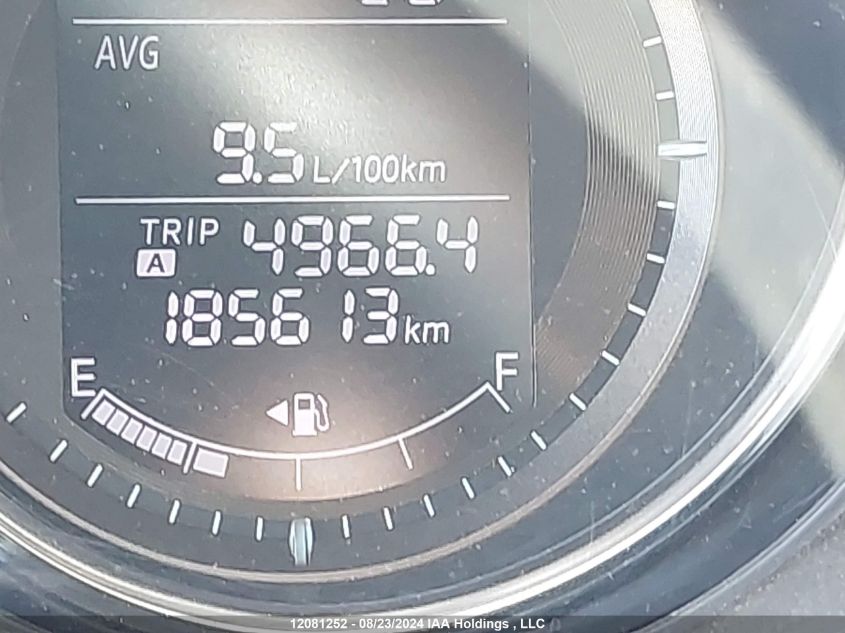 AVG
9.5 L/100km
TRIP 4966.4
A
185613 km
E F
12081252 - 08/23/2024 IAA Holdings , LLC